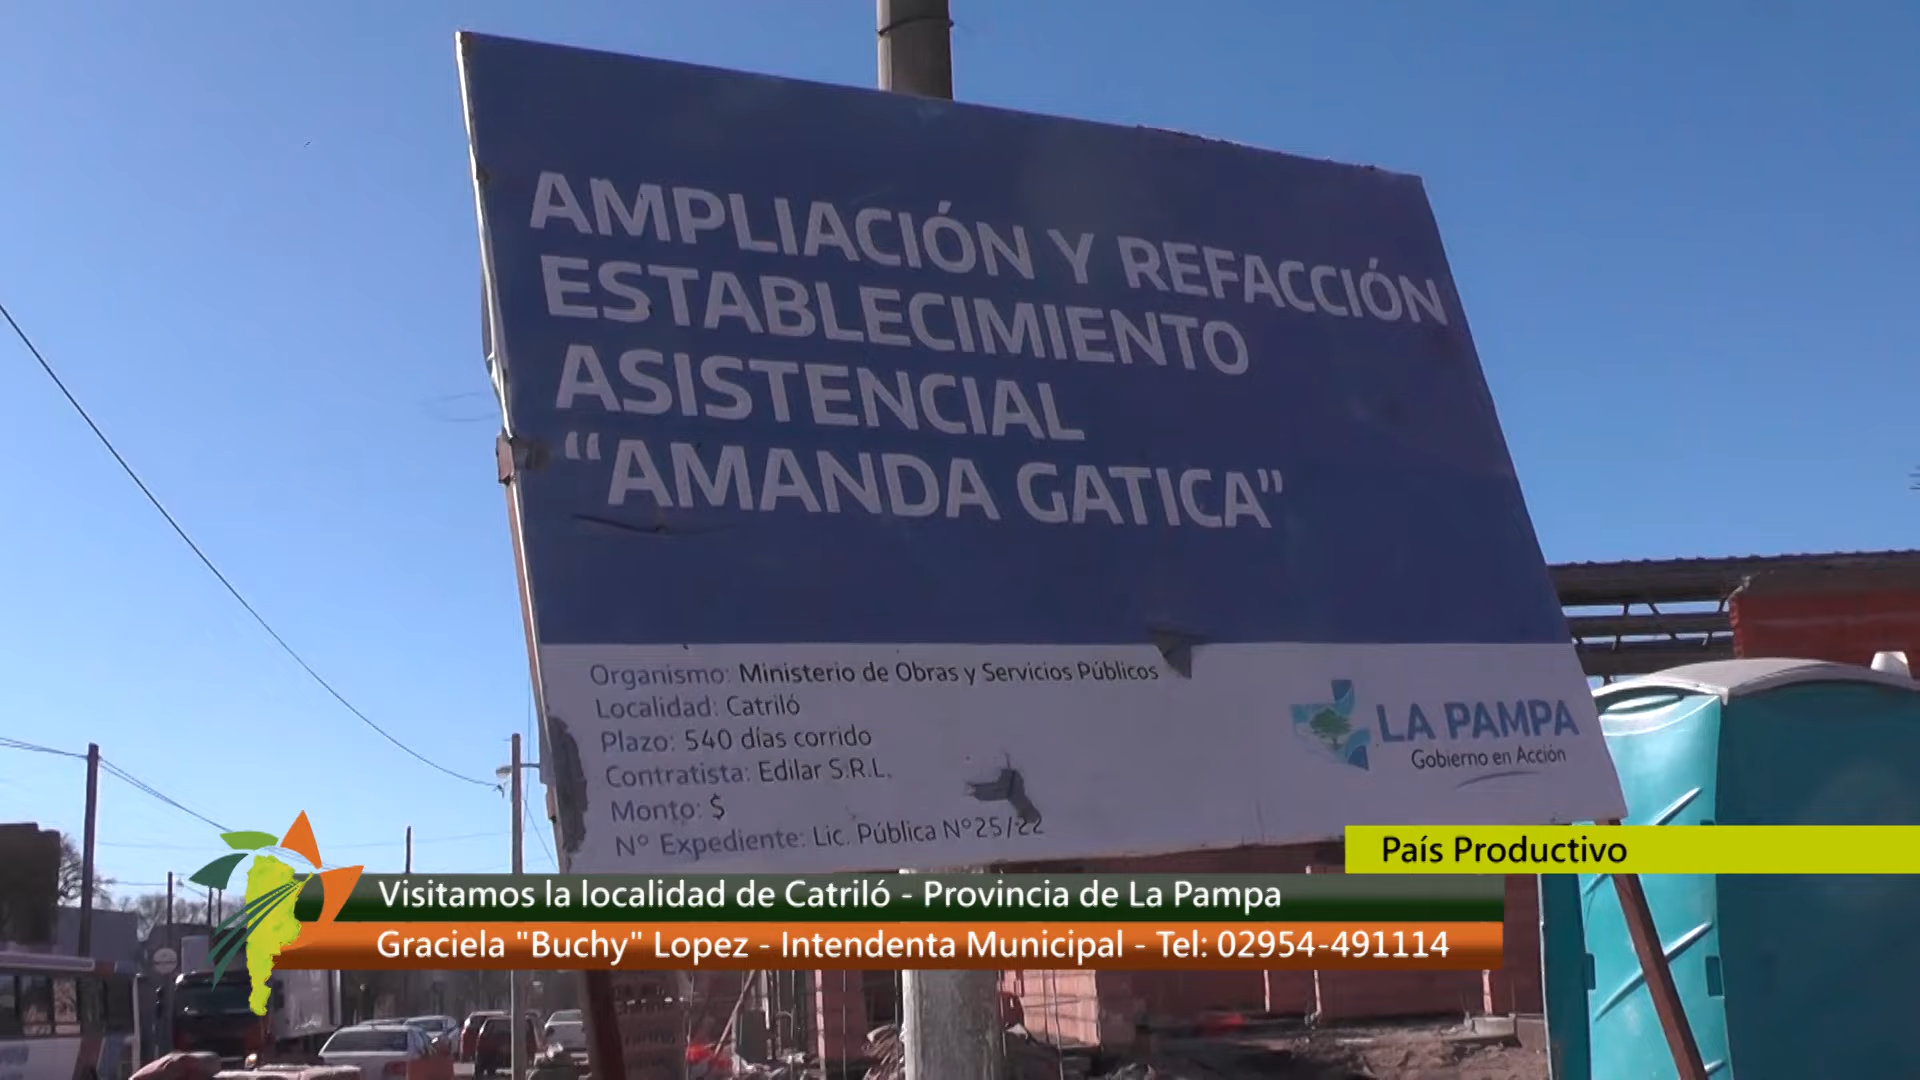 AMPLIACIÓN Y REFACCIÓN
ESTABLECIMIENTO
ASISTENCIAL
“AMANDA GATICA”
Organismo: Ministerio de Obras y Servicios Públicos
Localidad: Catriló
Plazo: 540 días corrido
Contratista: Edilar S.R.L.
Monto: $
Nº Expediente: Lic. Pública Nº25/22
LA PAMPA
Gobierno en Acción
País Productivo
Visitamos la localidad de Catriló - Provincia de La Pampa
Graciela "Buchy" Lopez - Intendenta Municipal - Tel: 02954-491114